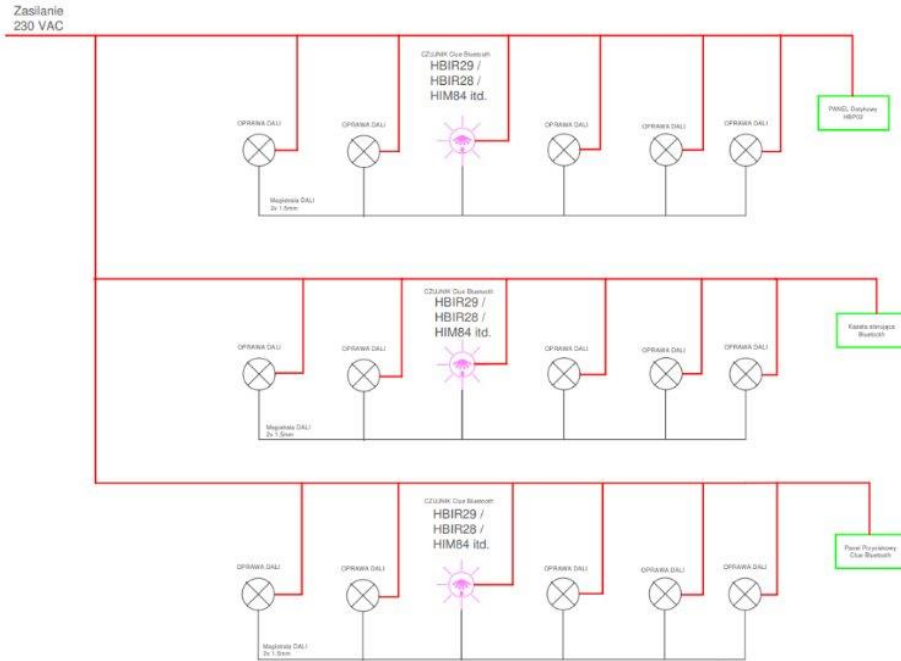 Zasilanie
230 VAC
CZUJNIK Clue Bluetooth
HBIR29 /
HBIR28 /
HIM84 itd.
PANEL Dotykowy
HBP02
OPRAWA DALI
OPRAWA DALI
OPRAWA DALI
OPRAWA DALI
OPRAWA DALI
Magistrala DALI
2x 1.5mm
CZUJNIK Clue Bluetooth
HBIR29 /
HBIR28 /
HIM84 itd.
Kaseta sterująca
Bluetooth
OPRAWA DALI
OPRAWA DALI
OPRAWA DALI
OPRAWA DALI
OPRAWA DALI
Magistrala DALI
2x 1.5mm
CZUJNIK Clue Bluetooth
HBIR29 /
HBIR28 /
HIM84 itd.
Panel Przyciskowy
Clue Bluetooth
OPRAWA DALI
OPRAWA DALI
OPRAWA DALI
OPRAWA DALI
OPRAWA DALI
Magistrala DALI
2x 1.5mm